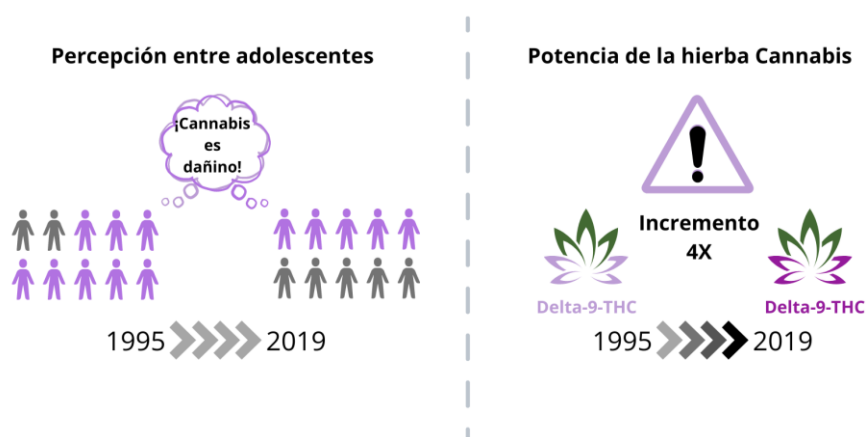 Percepción entre adolescentes
¡Cannabis
es
dañino!
1995
2019
Potencia de la hierba Cannabis
!
Incremento
4X
Delta-9-THC
Delta-9-THC
1995
2019